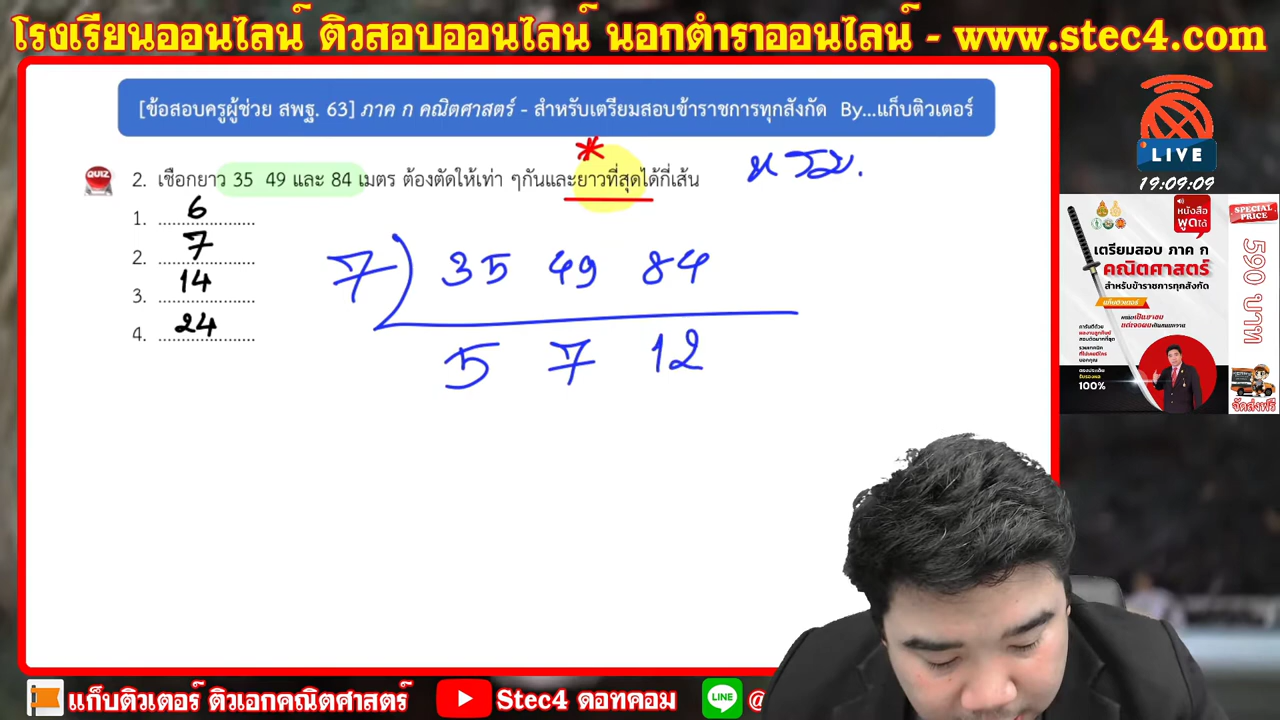 โรงเรียนออนไลน์ ติวสอบออนไลน์ นอกตำราออนไลน์ - www.stec4.com
[ข้อสอบครูผู้ช่วย สพฐ. 63] ภาค ก คณิตศาสตร์ - สำหรับเตรียมสอบข้าราชการทุกสังกัด By...แก็บติวเตอร์
LIVE
19:09:09
QUIZ
2. เชือกยาว 35 49 และ 84 เมตร ต้องตัดให้เท่า ๆกันและยาวที่สุดได้กี่เส้น
ห ร ม.
1. 6
2. 7
3. 14
4. 24
7 ) 35 49 84
5 7 12
หนังสือ
พูดได้
SPECIAL
PRICE
เตรียมสอบ ภาค ก
คณิตศาสตร์
สำหรับข้าราชการทุกสังกัด
แก็บติวเตอร์
590 บาท
100%
จัดส่งฟรี
แก็บติวเตอร์ ติวเอกคณิตศาสตร์
Stec4 ดอทคอม
LINE
@